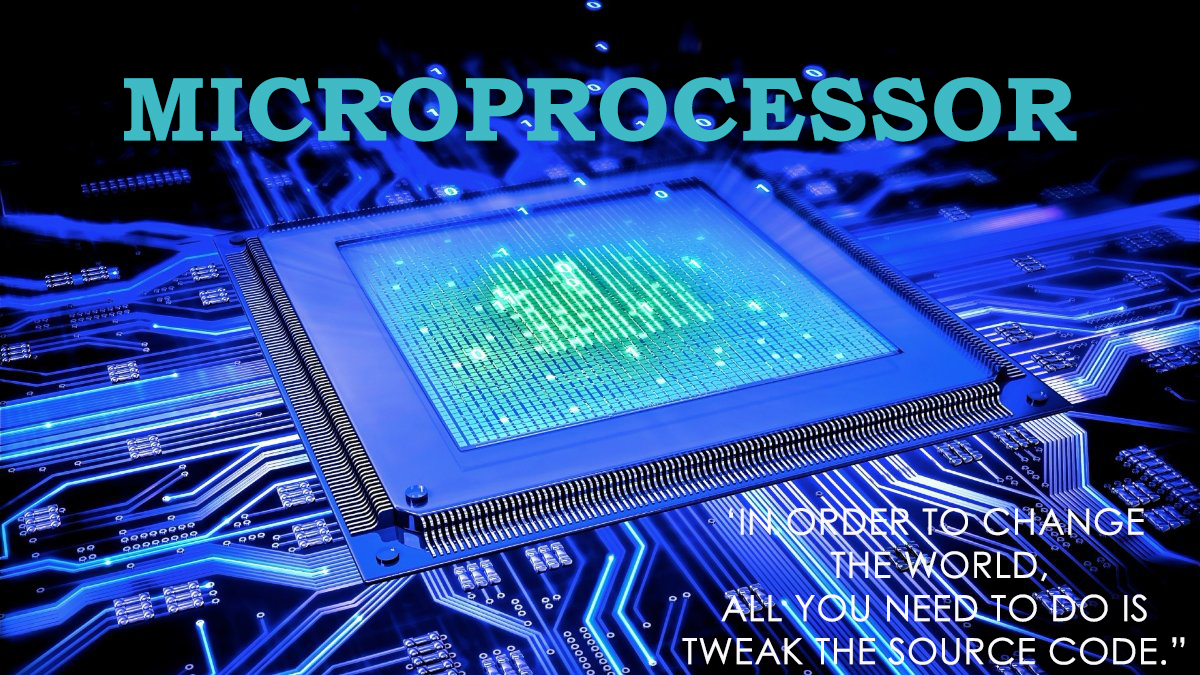 MICROPROCESSOR
‘IN ORDER TO CHANGE
THE WORLD,
ALL YOU NEED TO DO IS
TWEAK THE SOURCE CODE.”